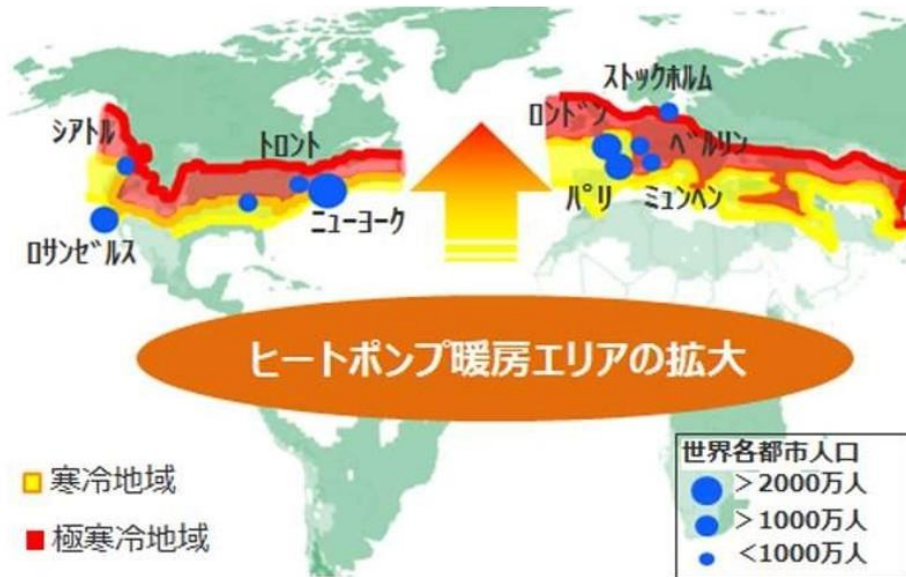 ストックホルム
ロンドン
シアトル
トロント
ベルリン
パリ
ミュンヘン
ニューヨーク
ロサンゼルス
ヒートポンプ暖房エリアの拡大
世界各都市人口
＞2000万人
＞1000万人
＜1000万人
寒冷地域
極寒冷地域